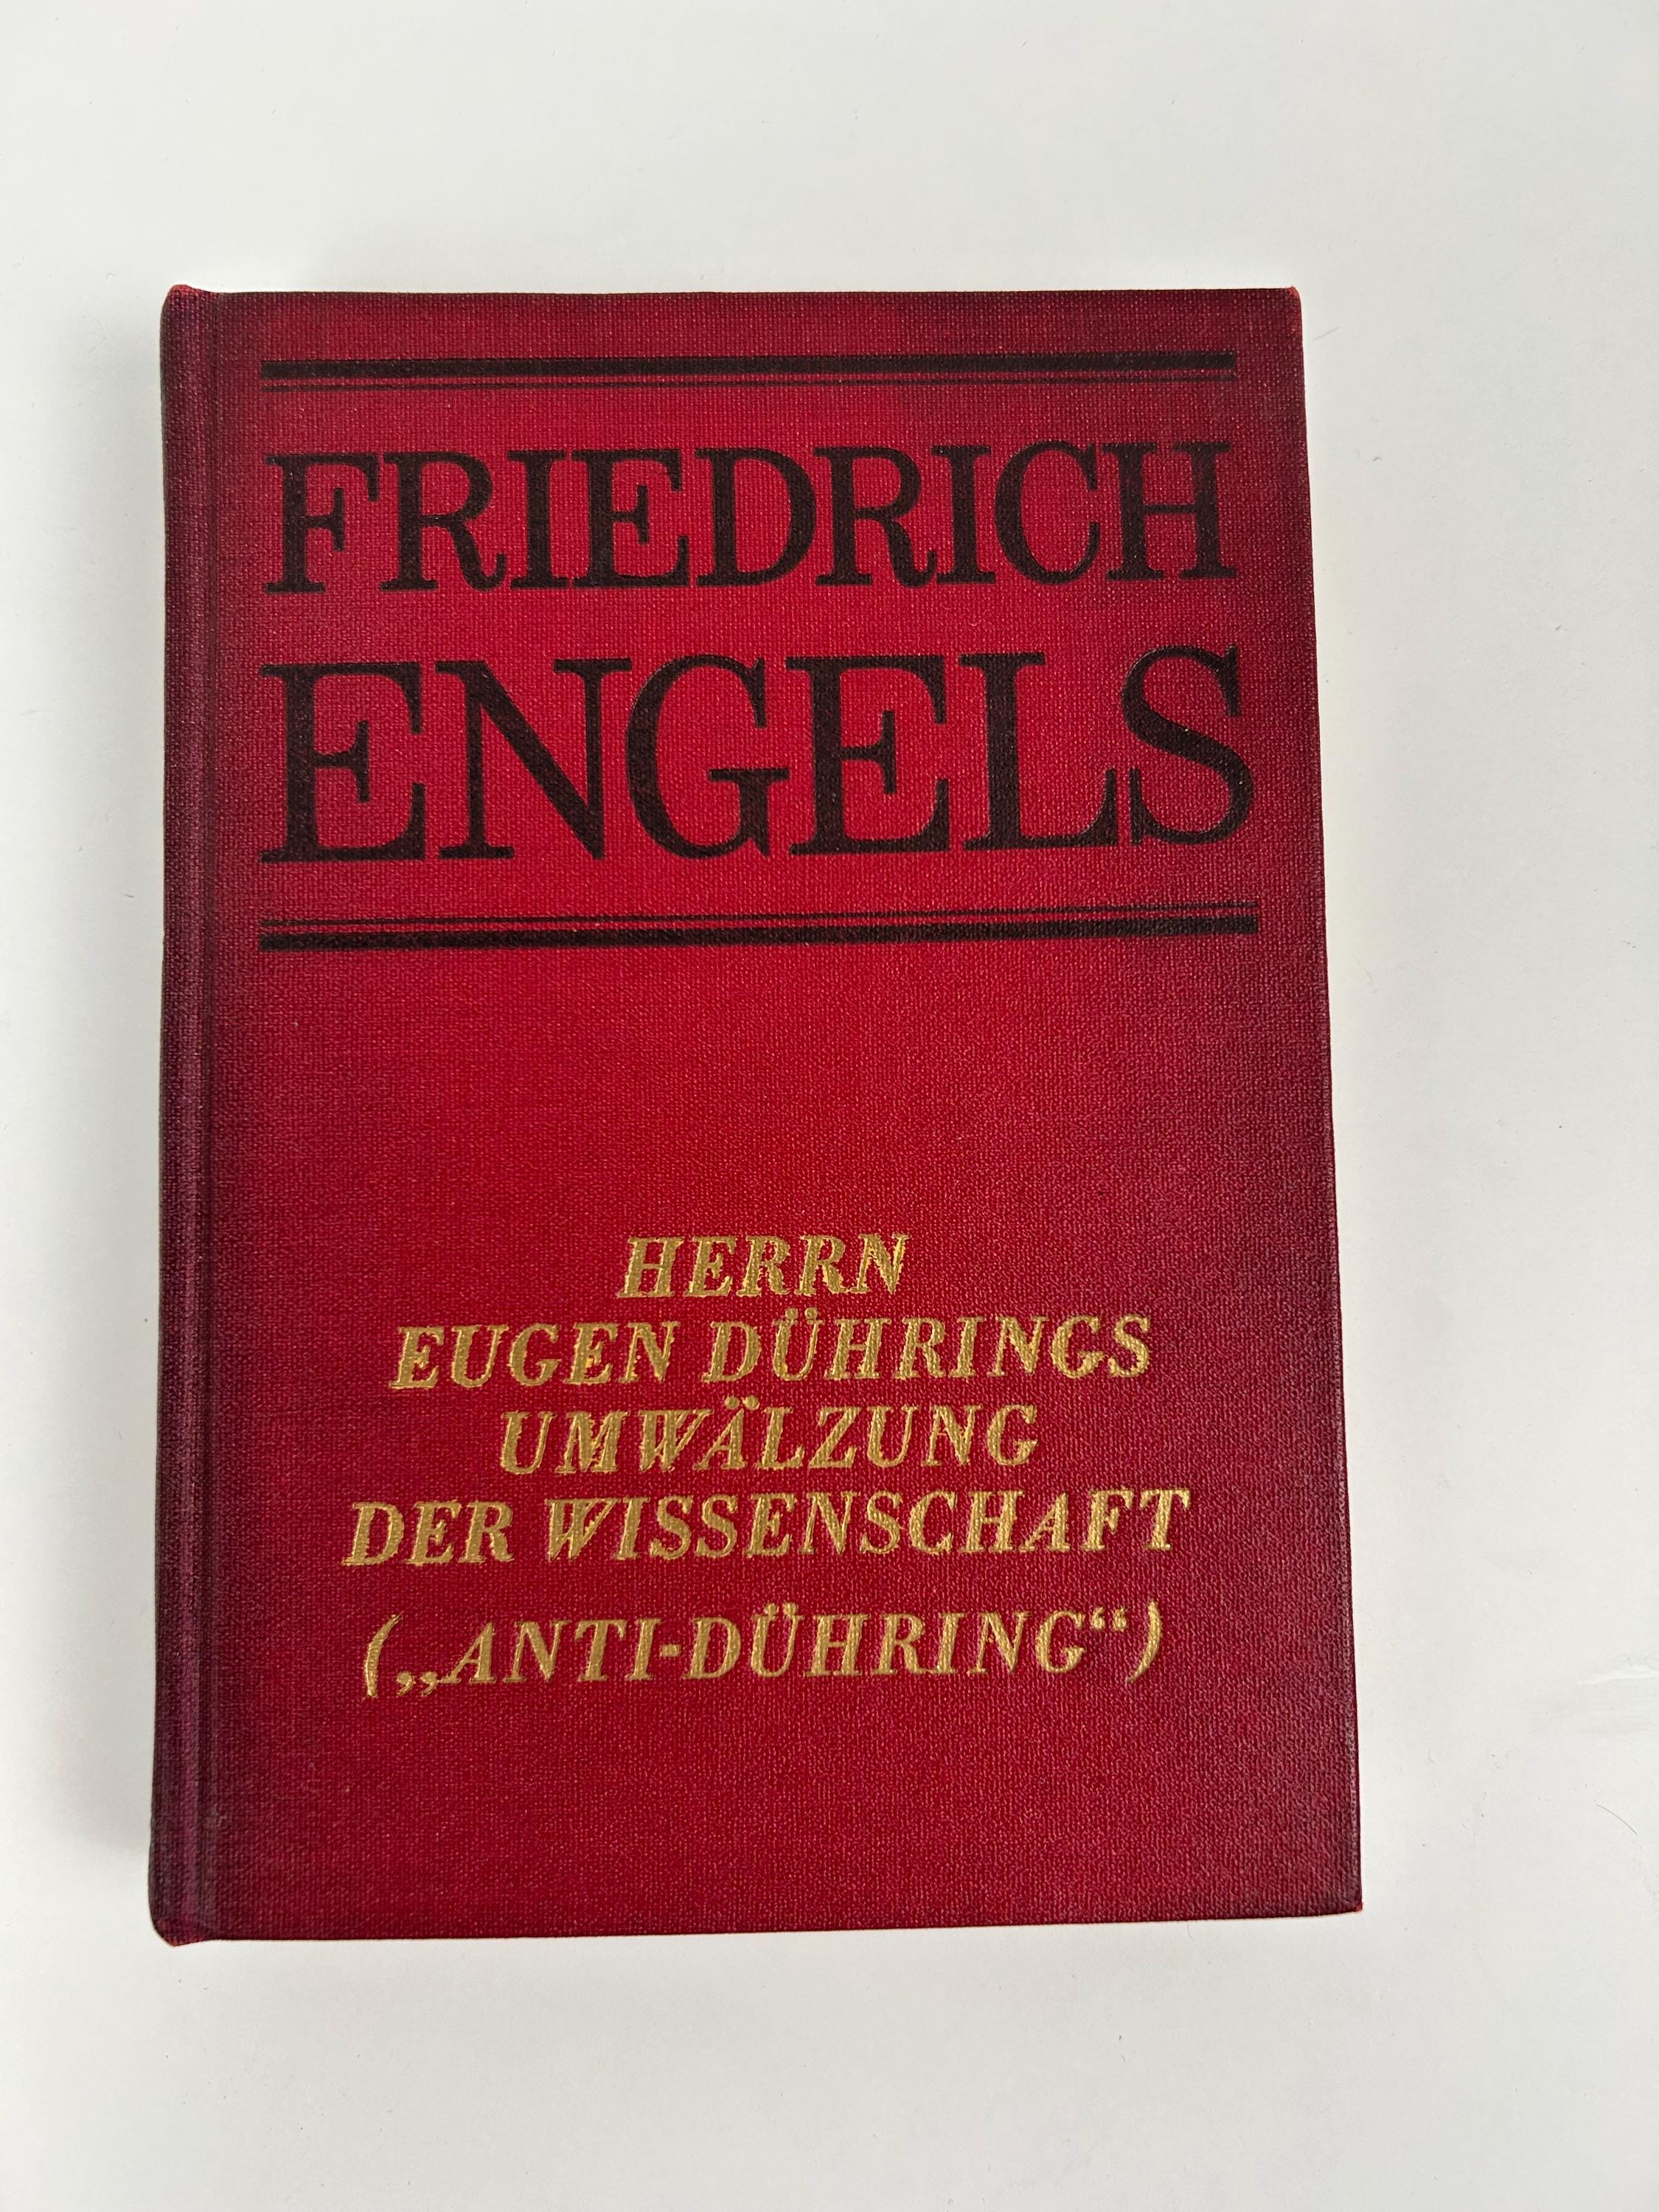 FRIEDRICH
ENGELS
HERRN
EUGEN DÜHRINGS
UMWÄLZUNG
DER WISSENSCHAFT
(„ANTI-DÜHRING“)